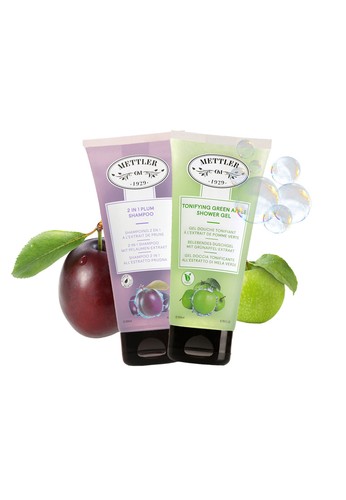 METTLER
1929
2 IN 1 PLUM
SHAMPOO
SHAMPOOING 2 EN 1
À L'EXTRAIT DE PRUNE
2-IN-1-SHAMPOO
MIT PFLAUMEN-EXTRAKT
SHAMPOO 2 IN 1
ALL'ESTRATTO DI PRUGNA
METTLER
1929
TONIFYING GREEN APPLE
SHOWER GEL
GEL DOUCHE TONIFIANT
À L'EXTRAIT DE POMME VERTE
BELEBENDES DUSCHGEL
MIT GRÜNAPFEL-EXTRAKT
GEL DOCCIA TONIFICANTE
ALL'ESTRATTO DI MELA VERDE